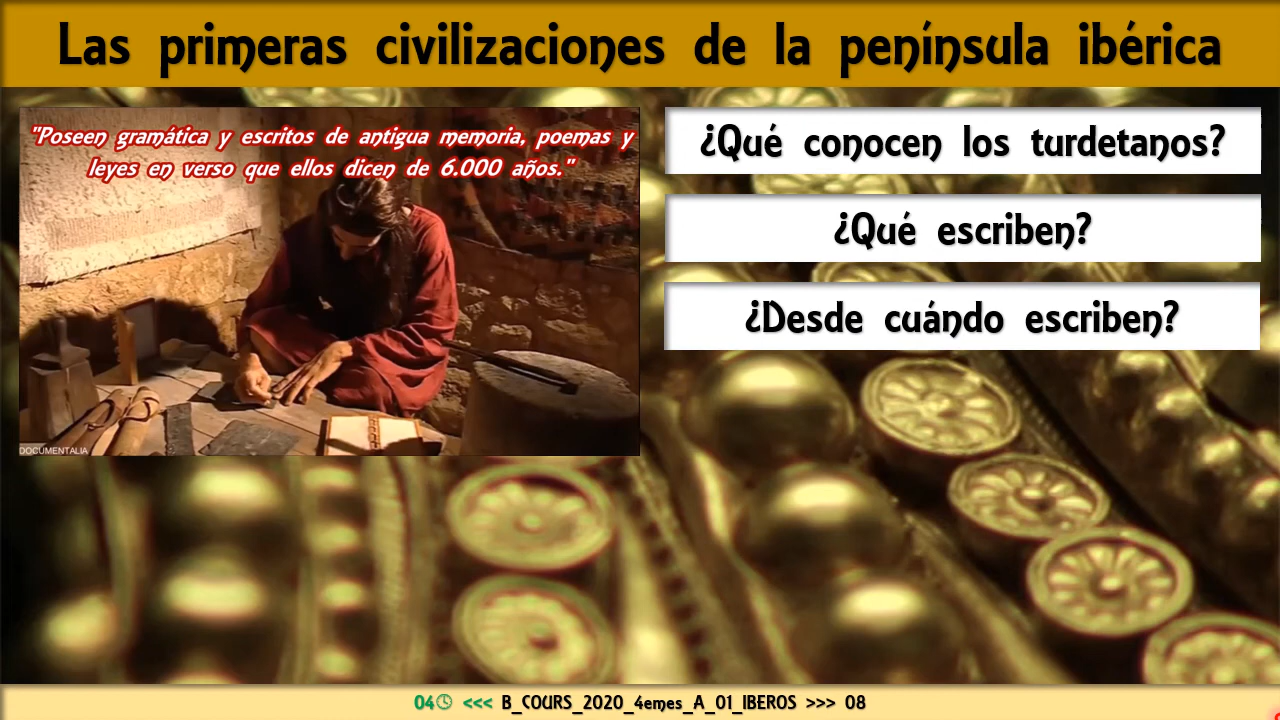 Las primeras civilizaciones de la península ibérica
"Poseen gramática y escritos de antigua memoria, poemas y
leyes en verso que ellos dicen de 6.000 años."
DOCUMENTALIA
¿Qué conocen los turdetanos?
¿Qué escriben?
¿Desde cuándo escriben?
04🕓 <<< B_COURS_2020_4emes_A_01_IBEROS >>> 08